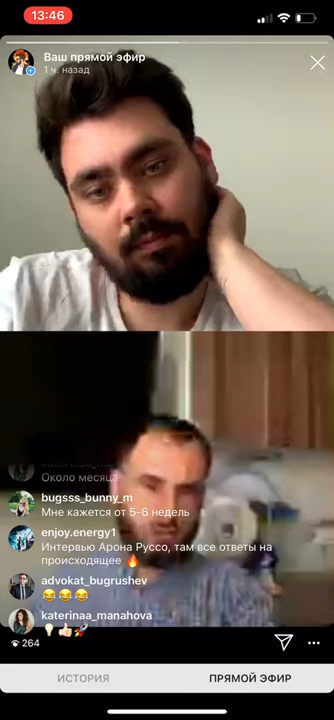 13:46
Ваш прямой эфир
1 ч. назад
Около месяца
bugsss_bunny_m
Мне кажется от 5-6 недель
enjoy.energy1
Интервью Арона Руссо, там все ответы на
происходящее 🔥
advokat_bugrushev
😂😂😂
katerinaa_manahova
💡👍🏻🚀
264
ИСТОРИЯ
ПРЯМОЙ ЭФИР